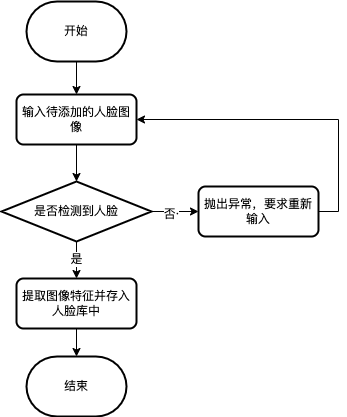 开始
输入待添加的人脸图
像
是否检测到人脸
否·
抛出异常，要求重新
输入
是
提取图像特征并存入
人脸库中
结束